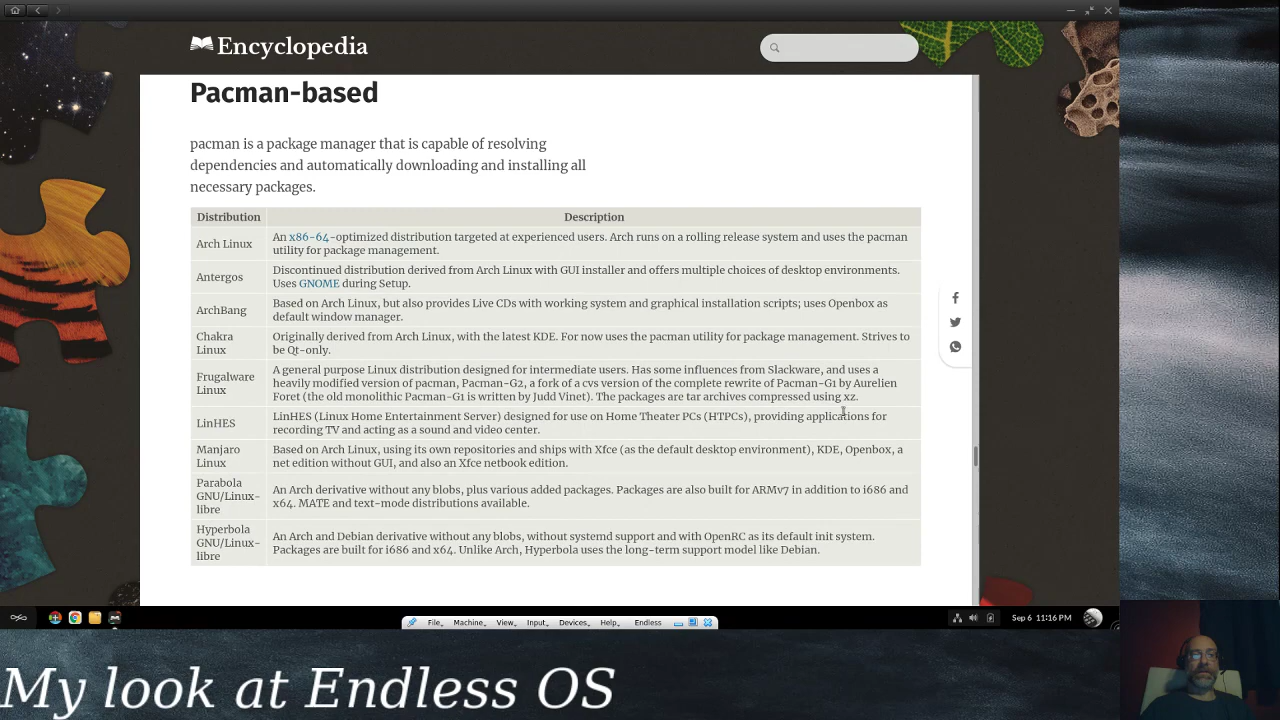 Encyclopedia
Pacman-based
pacman is a package manager that is capable of resolving
dependencies and automatically downloading and installing all
necessary packages.
Distribution Description
Arch Linux An x86-64-optimized distribution targeted at experienced users. Arch runs on a rolling release system and uses the pacman
utility for package management.
Antergos Discontinued distribution derived from Arch Linux with GUI installer and offers multiple choices of desktop environments.
Uses GNOME during Setup.
ArchBang Based on Arch Linux, but also provides Live CDs with working system and graphical installation scripts; uses Openbox as
default window manager.
Chakra Originally derived from Arch Linux, with the latest KDE. For now uses the pacman utility for package management. Strives to
Linux be Qt-only.
A general purpose Linux distribution designed for intermediate users. Has some influences from Slackware, and uses a
Frugalware heavily modified version of pacman, Pacman-G2, a fork of a cvs version of the complete rewrite of Pacman-G1 by Aurelien
Linux Foret (the old monolithic Pacman-G1 is written by Judd Vinet). The packages are tar archives compressed using xz.
LinHES LinHES (Linux Home Entertainment Server) designed for use on Home Theater PCs (HTPCs), providing applications for
recording TV and acting as a sound and video center.
Manjaro Based on Arch Linux, using its own repositories and ships with Xfce (as the default desktop environment), KDE, Openbox, a
Linux net edition without GUI, and also an Xfce netbook edition.
Parabola
GNU/Linux- An Arch derivative without any blobs, plus various added packages. Packages are also built for ARMv7 in addition to i686 and
libre x64. MATE and text-mode distributions available.
Hyperbola
GNU/Linux- An Arch and Debian derivative without any blobs, without systemd support and with OpenRC as its default init system.
libre Packages are built for i686 and x64. Unlike Arch, Hyperbola uses the long-term support model like Debian.
Sep 6 11:16 PM
File Machine View Input Devices Help Endless
My look at Endless OS